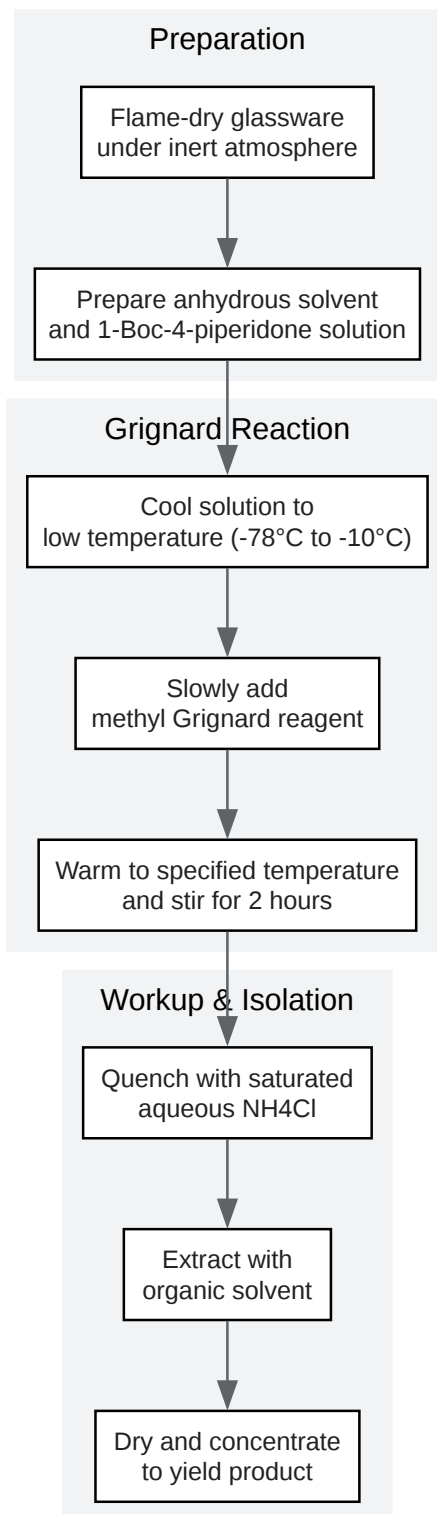 Preparation
Flame-dry glassware
under inert atmosphere
Prepare anhydrous solvent
and 1-Boc-4-piperidone solution
Grignard Reaction
Cool solution to
low temperature (-78°C to -10°C)
Slowly add
methyl Grignard reagent
Warm to specified temperature
and stir for 2 hours
Workup & Isolation
Quench with saturated
aqueous NH4Cl
Extract with
organic solvent
Dry and concentrate
to yield product